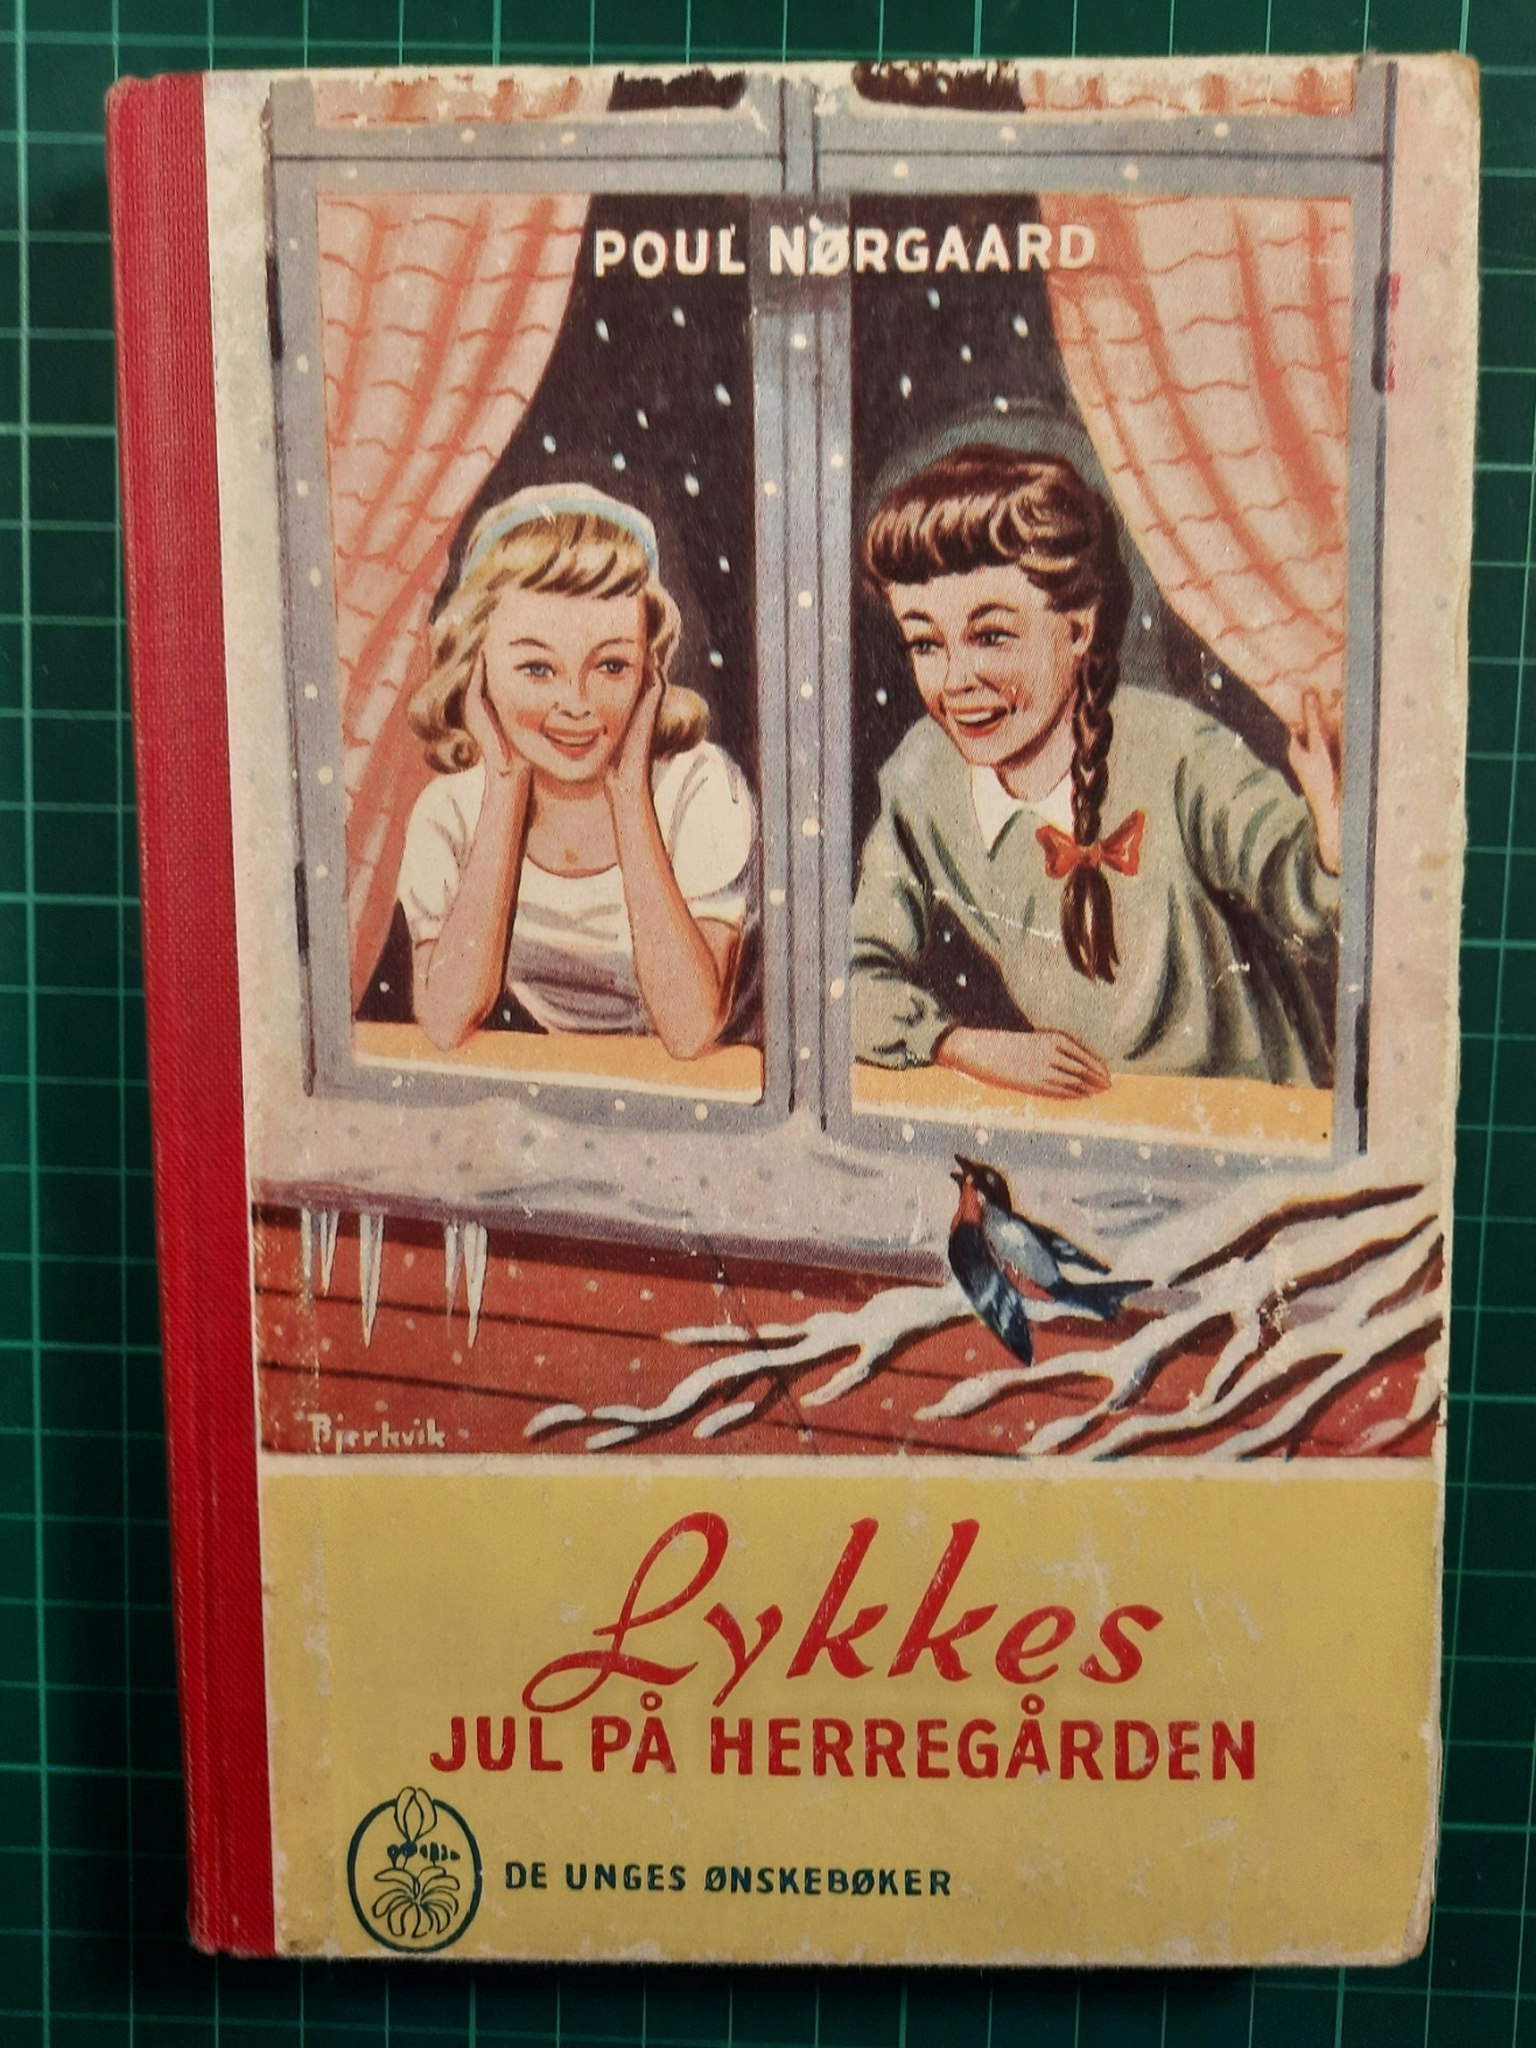 POUL NØRGAARD
Bjerkvik
Lykkes
JUL PÅ HERREGÅRDEN
DE UNGES ØNSKEBØKER